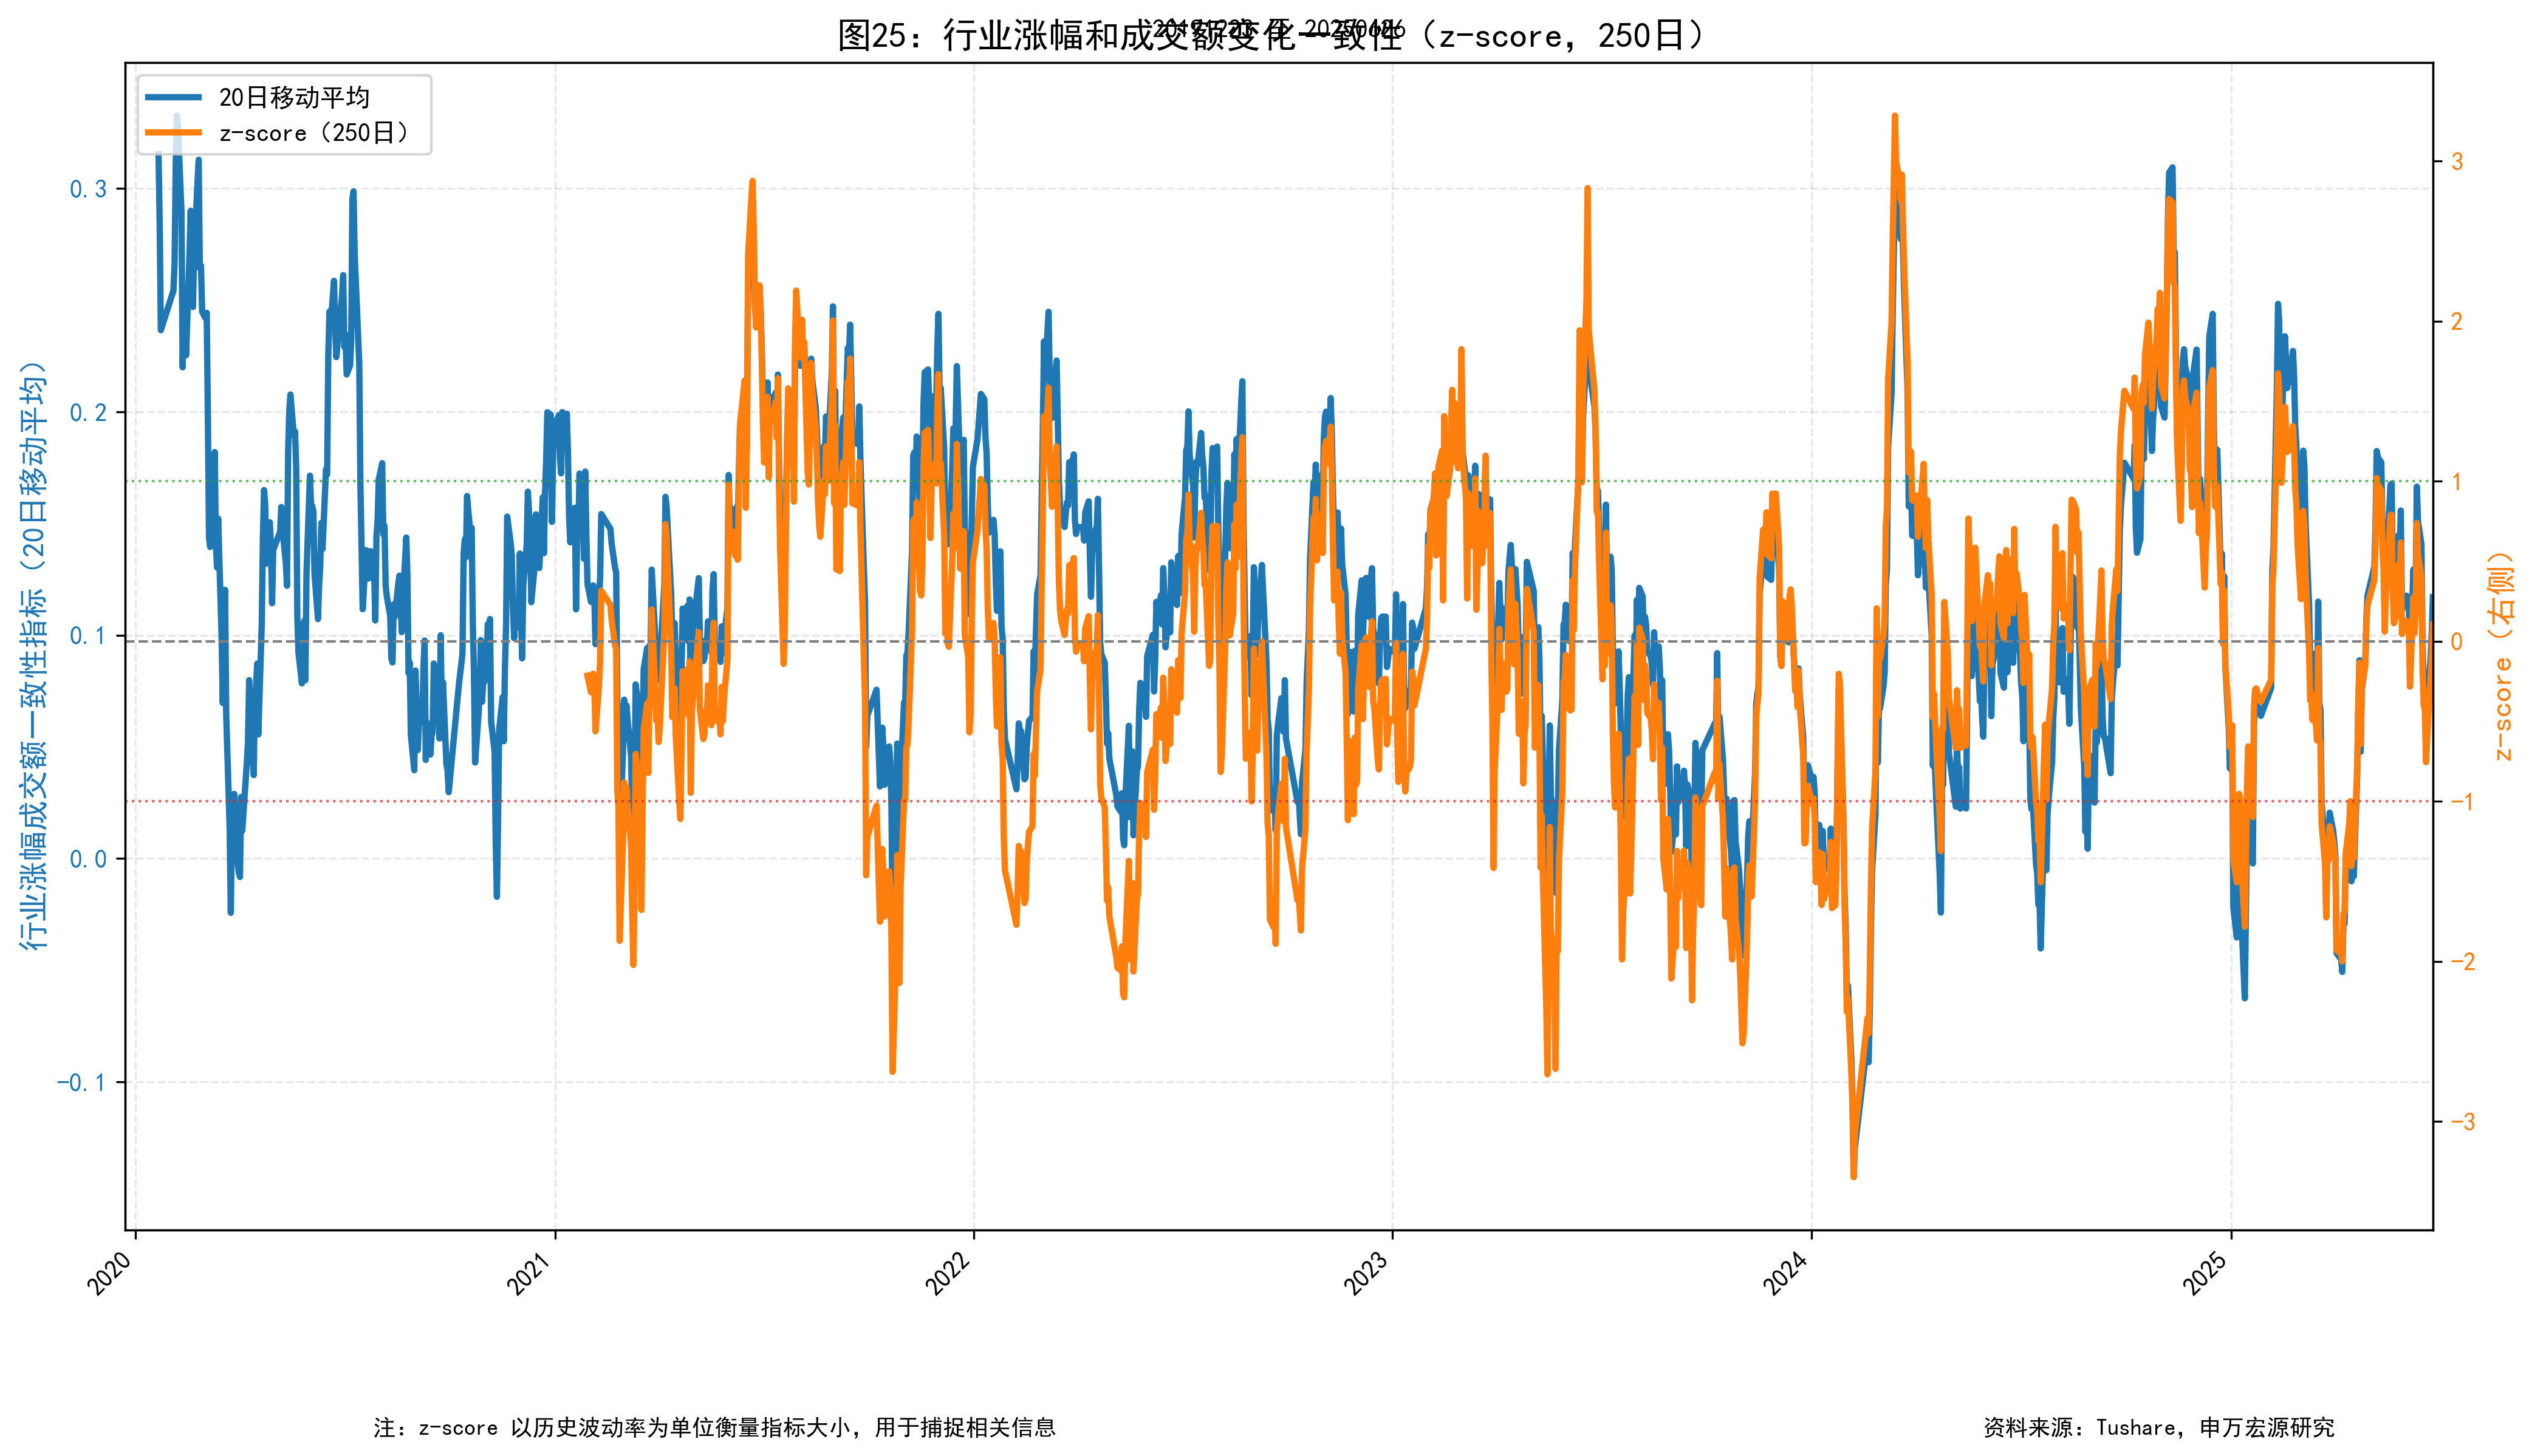 图25：行业涨幅和成交额变化一致性（z-score，250日）
20日移动平均
z-score（250日）
行业涨幅成交额一致性指标（20日移动平均）
0.3
0.2
0.1
0.0
-0.1
3
2
1
0
-1
-2
-3
z-score（右侧）
2020
2021
2022
2023
2024
2025
注：z-score 以历史波动率为单位衡量指标大小，用于捕捉相关信息
资料来源：Tushare，申万宏源研究